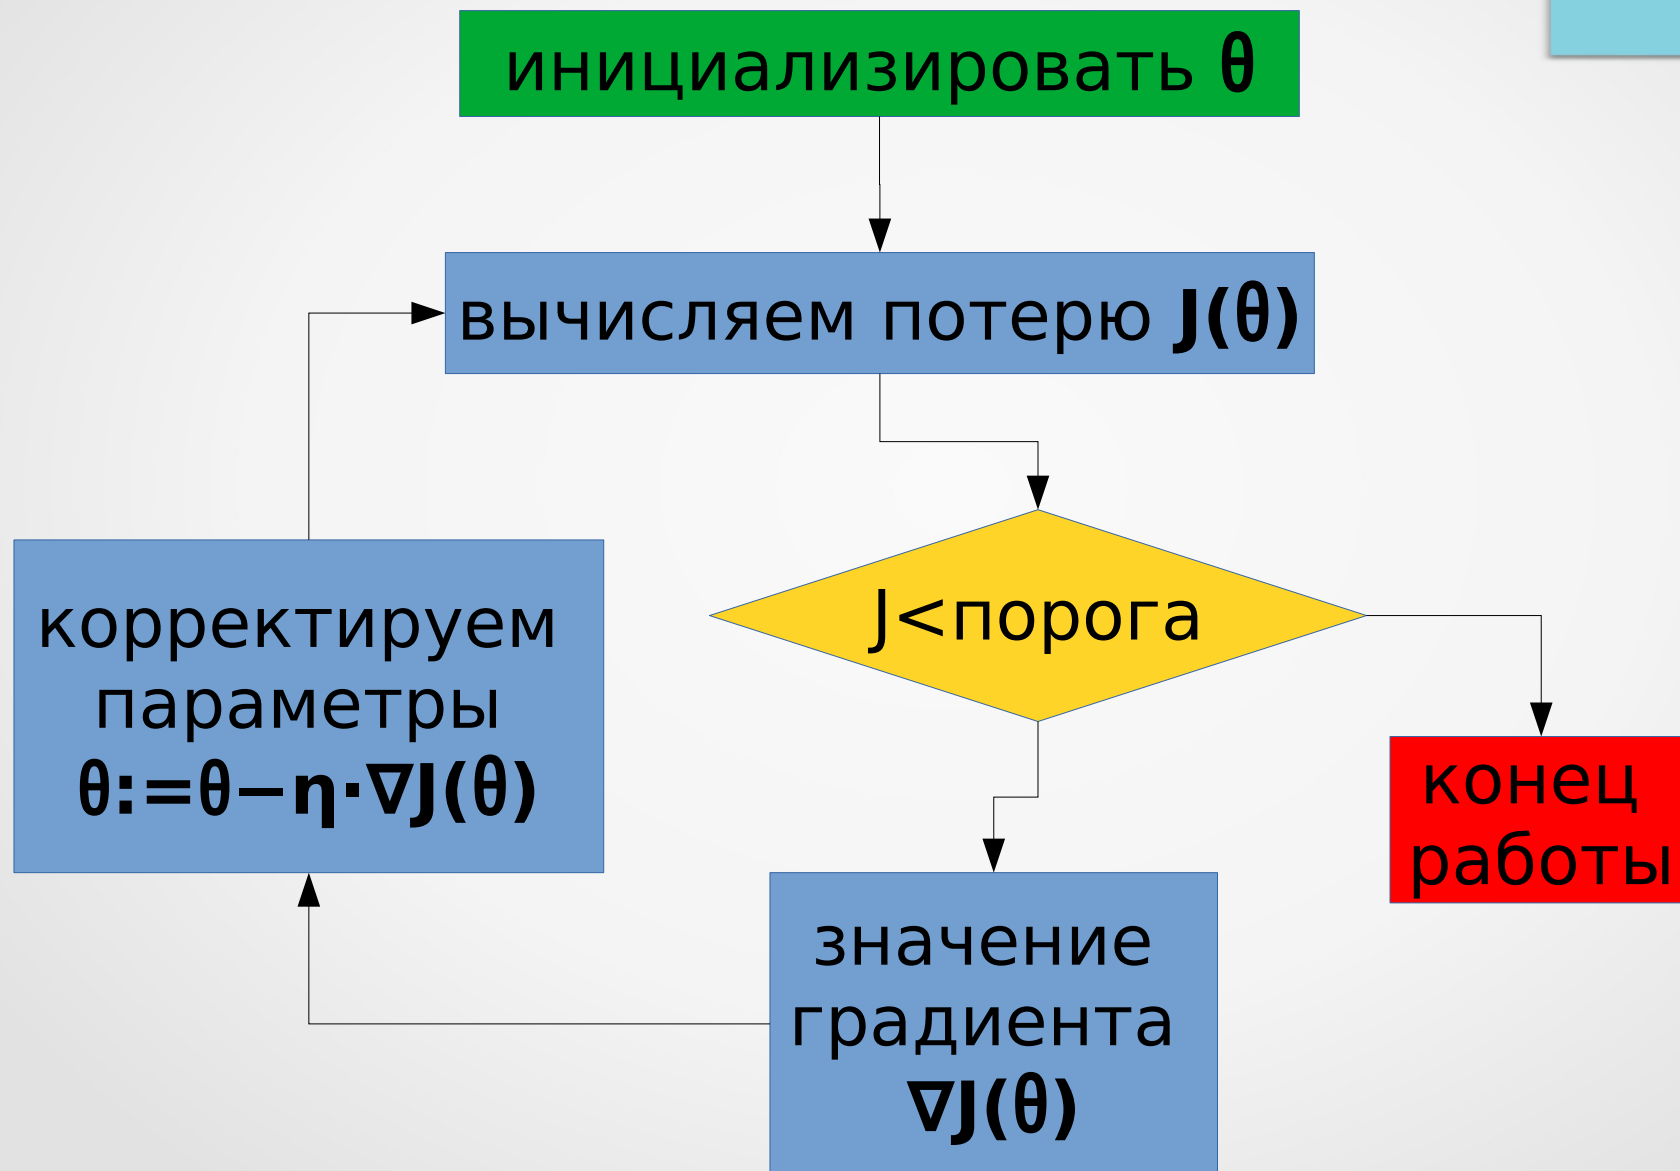 инициализировать θ
вычисляем потерю J(θ)
J<порога
корректируем
параметры
θ:=θ−η·∇J(θ)
конец
работы
значение
градиента
∇J(θ)